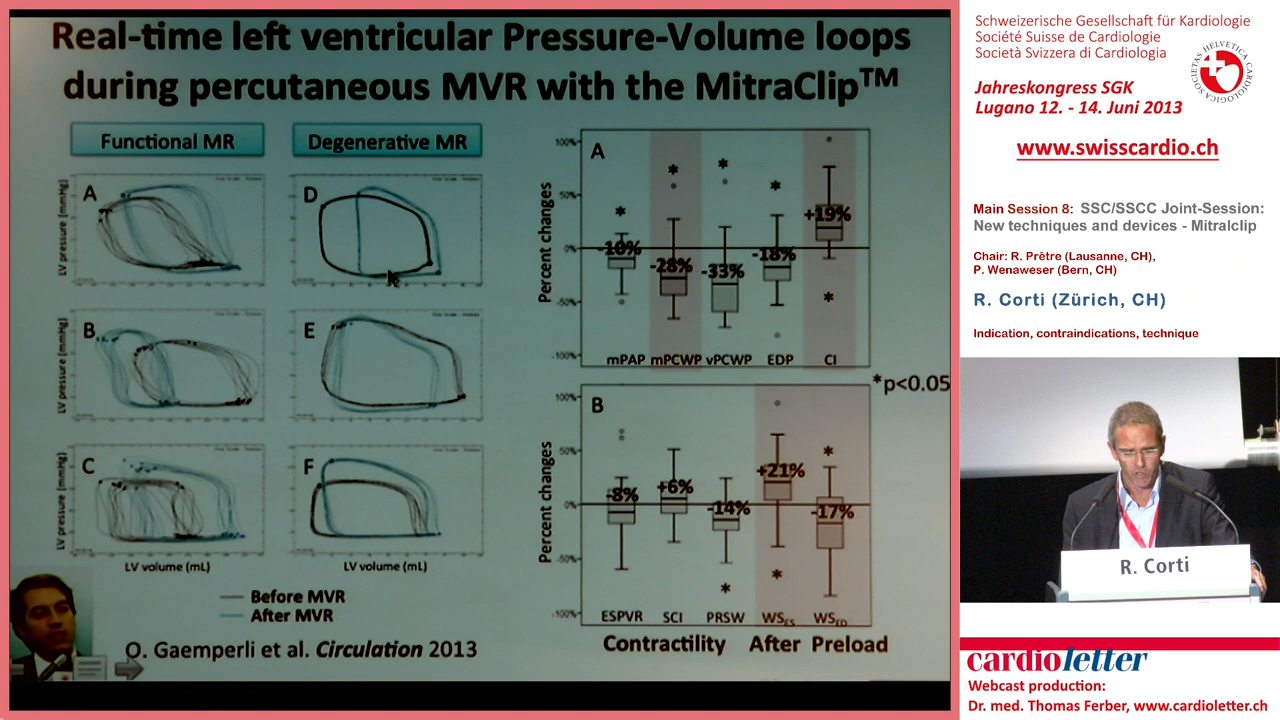 Real-time left ventricular Pressure-Volume loops
during percutaneous MVR with the MitraClip™
Functional MR
Degenerative MR
A
D
LV pressure (mmHg)
B
E
LV pressure (mmHg)
C
F
LV pressure (mmHg)
LV volume (mL)
LV volume (mL)
Before MVR
After MVR
O. Gaemperli et al. Circulation 2013
A
Percent changes
100%
50%
0%
-50%
-100%
*
-10%
*
-28%
*
-33%
*
-18%
+19%
*
mPAP mPCWP vPCWP EDP CI
*p<0.05
B
Percent changes
100%
50%
0%
-50%
-100%
-8%
+6%
-14%
*
+21%
*
*
-17%
ESPVR SCI PRSW WSES WSED
Contractility After Preload
Schweizerische Gesellschaft für Kardiologie
Société Suisse de Cardiologie
Società Svizzera di Cardiologia
SOCIETAS HELVETICA CARDIOLOGICA
Jahreskongress SGK
Lugano 12. - 14. Juni 2013
www.swisscardio.ch
Main Session 8: SSC/SSCC Joint-Session:
New techniques and devices - Mitralclip
Chair: R. Prêtre (Lausanne, CH),
P. Wenaweser (Bern, CH)
R. Corti (Zürich, CH)
Indication, contraindications, technique
R. Corti
cardioletter
Webcast production:
Dr. med. Thomas Ferber, www.cardioletter.ch